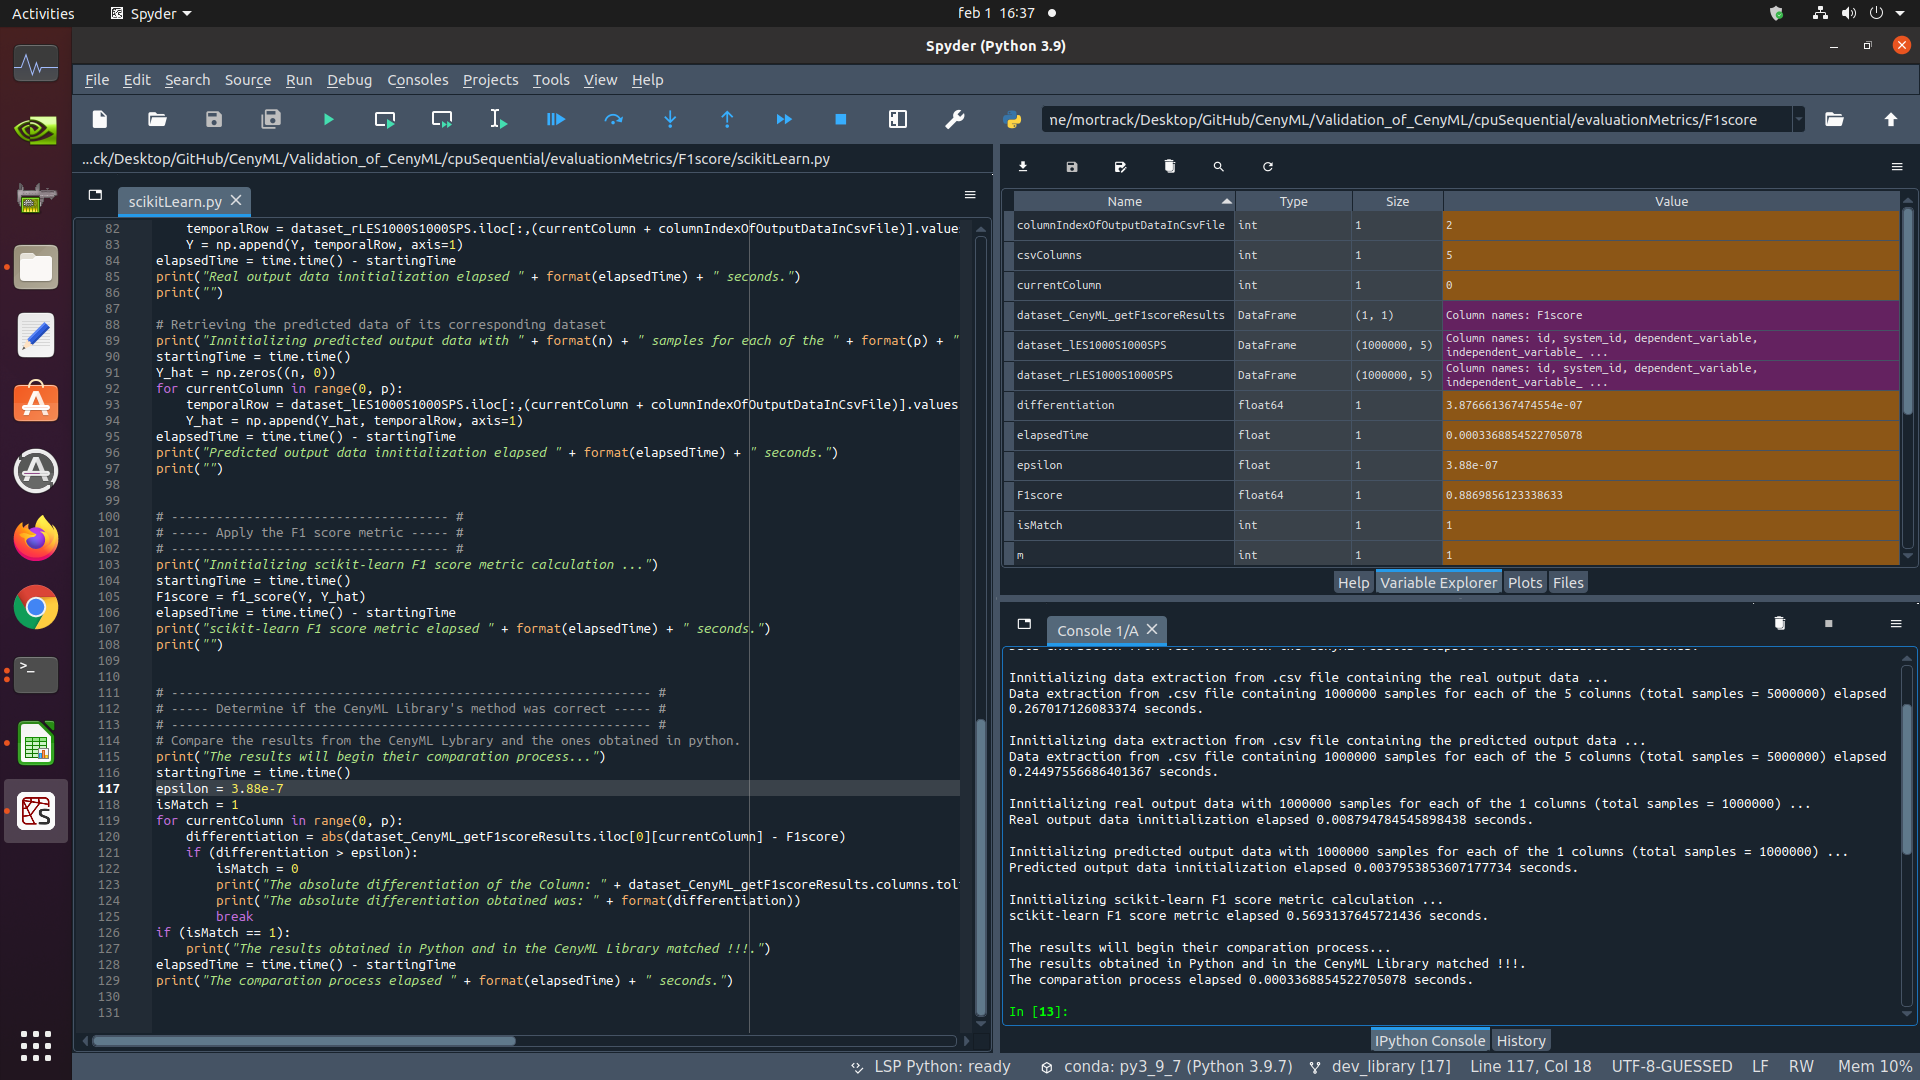 Activities
Spyder
feb 1 16:37
Spyder (Python 3.9)
File Edit Search Source Run Debug Consoles Projects Tools View Help
ne/mortrack/Desktop/GitHub/CenyML/Validation_of_CenyML/cpuSequential/evaluationMetrics/F1score
...ck/Desktop/GitHub/CenyML/Validation_of_CenyML/cpuSequential/evaluationMetrics/F1score/scikitLearn.py
scikitLearn.py
82 temporalRow = dataset_rLES1000S1000SPS.iloc[:,(currentColumn + columnIndexOfOutputDataInCsvFile)].value
83 Y = np.append(Y, temporalRow, axis=1)
84 elapsedTime = time.time() - startingTime
85 print("Real output data innitialization elapsed " + format(elapsedTime) + " seconds.")
86 print("")
87
88 # Retrieving the predicted data of its corresponding dataset
89 print("Innitializing predicted output data with " + format(n) + " samples for each of the " + format(p) + "
90 startingTime = time.time()
91 Y_hat = np.zeros((n, 0))
92 for currentColumn in range(0, p):
93 temporalRow = dataset_lES1000S1000SPS.iloc[:,(currentColumn + columnIndexOfOutputDataInCsvFile)].values
94 Y_hat = np.append(Y_hat, temporalRow, axis=1)
95 elapsedTime = time.time() - startingTime
96 print("Predicted output data innitialization elapsed " + format(elapsedTime) + " seconds.")
97 print("")
98
99
100 # ------------------------------------- #
101 # ----- Apply the F1 score metric ----- #
102 # ------------------------------------- #
103 print("Innitializing scikit-learn F1 score metric calculation ...")
104 startingTime = time.time()
105 F1score = f1_score(Y, Y_hat)
106 elapsedTime = time.time() - startingTime
107 print("scikit-learn F1 score metric elapsed " + format(elapsedTime) + " seconds.")
108 print("")
109
110
111 # ---------------------------------------------------------------- #
112 # ----- Determine if the CenyML Library's method was correct ----- #
113 # ---------------------------------------------------------------- #
114 # Compare the results from the CenyML Lybrary and the ones obtained in python.
115 print("The results will begin their comparation process...")
116 startingTime = time.time()
117 epsilon = 3.88e-7
118 isMatch = 1
119 for currentColumn in range(0, p):
120 differentiation = abs(dataset_CenyML_getF1scoreResults.iloc[0][currentColumn] - F1score)
121 if (differentiation > epsilon):
122 isMatch = 0
123 print("The absolute differentiation of the Column: " + dataset_CenyML_getF1scoreResults.columns.tol
124 print("The absolute differentiation obtained was: " + format(differentiation))
125 break
126 if (isMatch == 1):
127 print("The results obtained in Python and in the CenyML Library matched !!!.")
128 elapsedTime = time.time() - startingTime
129 print("The comparation process elapsed " + format(elapsedTime) + " seconds.")
130
131
Name Type Size Value
columnIndexOfOutputDataInCsvFile int 1 2
csvColumns int 1 5
currentColumn int 1 0
dataset_CenyML_getF1scoreResults DataFrame (1, 1) Column names: F1score
dataset_lES1000S1000SPS DataFrame (1000000, 5) Column names: id, system_id, dependent_variable,
independent_variable_ ...
dataset_rLES1000S1000SPS DataFrame (1000000, 5) Column names: id, system_id, dependent_variable,
independent_variable_ ...
differentiation float64 1 3.876661367474554e-07
elapsedTime float 1 0.0003368854522705078
epsilon float 1 3.88e-07
F1score float64 1 0.8869856123338633
isMatch int 1 1
m int 1 1
Help Variable Explorer Plots Files
Console 1/A
Innitializing data extraction from .csv file containing the real output data ...
Data extraction from .csv file containing 1000000 samples for each of the 5 columns (total samples = 5000000) elapsed
0.267017126083374 seconds.
Innitializing data extraction from .csv file containing the predicted output data ...
Data extraction from .csv file containing 1000000 samples for each of the 5 columns (total samples = 5000000) elapsed
0.24497556686401367 seconds.
Innitializing real output data with 1000000 samples for each of the 1 columns (total samples = 1000000) ...
Real output data innitialization elapsed 0.008794784545898438 seconds.
Innitializing predicted output data with 1000000 samples for each of the 1 columns (total samples = 1000000) ...
Predicted output data innitialization elapsed 0.0037953853607177734 seconds.
Innitializing scikit-learn F1 score metric calculation ...
scikit-learn F1 score metric elapsed 0.5693137645721436 seconds.
The results will begin their comparation process...
The results obtained in Python and in the CenyML Library matched !!!.
The comparation process elapsed 0.0003368854522705078 seconds.
In [13]:
IPython Console History
LSP Python: ready conda: py3_9_7 (Python 3.9.7) dev_library [17] Line 117, Col 18 UTF-8-GUESSED LF RW Mem 10%